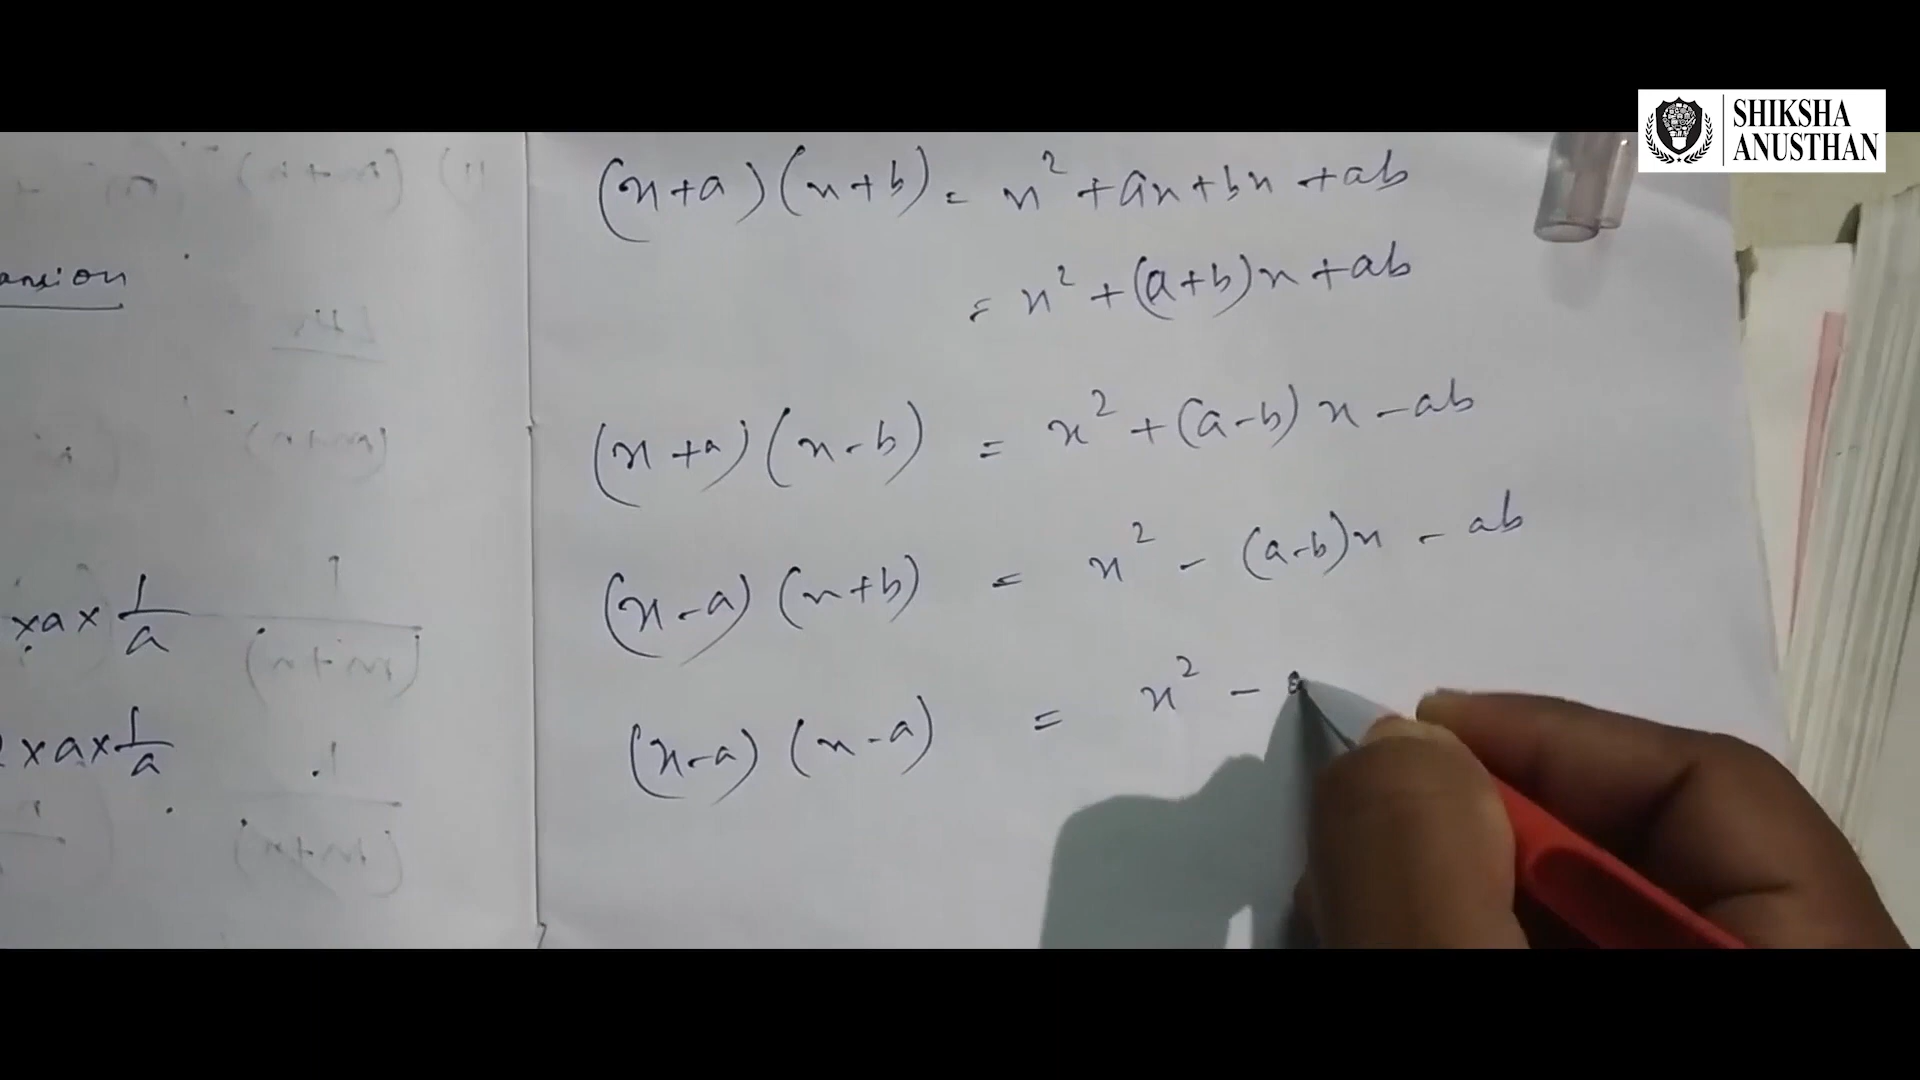 SHIKSHA
ANUSTHAN
ansion
xax 1/a
xax 1/a
(x+a)(x+b) = x² + ax + bx + ab
= x² + (a+b)x + ab
(x+a)(x-b) = x² + (a-b)x - ab
(x-a)(x+b) = x² - (a-b)x - ab
(x-a)(x-a) = x² -